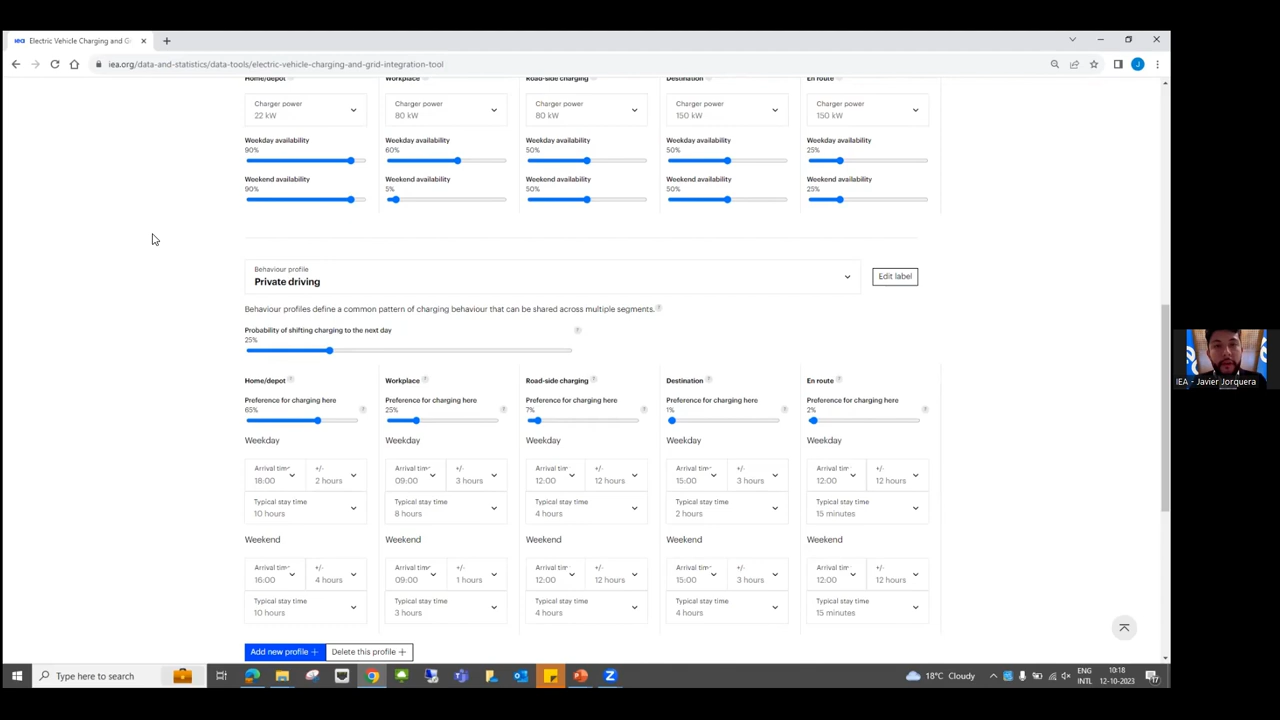 iea Electric Vehicle Charging and G
iea.org/data-and-statistics/data-tools/electric-vehicle-charging-and-grid-integration-tool
J
Home/depot Workplace Road-side charging Destination En route
Charger power Charger power Charger power Charger power Charger power
22 kW 80 kW 80 kW 150 kW 150 kW
Weekday availability Weekday availability Weekday availability Weekday availability Weekday availability
90% 60% 50% 50% 25%
Weekend availability Weekend availability Weekend availability Weekend availability Weekend availability
90% 5% 50% 50% 25%
Behaviour profile
Private driving
Edit label
Behaviour profiles define a common pattern of charging behaviour that can be shared across multiple segments. ?
Probability of shifting charging to the next day ?
25%
Home/depot ? Workplace ? Road-side charging ? Destination ? En route ?
Preference for charging here ? Preference for charging here ? Preference for charging here ? Preference for charging here ? Preference for charging here ?
65% 25% 7% 1% 2%
Weekday Weekday Weekday Weekday Weekday
Arrival time +/- Arrival time +/- Arrival time +/- Arrival time +/- Arrival time +/-
18:00 2 hours 09:00 3 hours 12:00 12 hours 15:00 3 hours 12:00 12 hours
Typical stay time Typical stay time Typical stay time Typical stay time Typical stay time
10 hours 8 hours 4 hours 2 hours 15 minutes
Weekend Weekend Weekend Weekend Weekend
Arrival time +/- Arrival time +/- Arrival time +/- Arrival time +/- Arrival time +/-
16:00 4 hours 09:00 1 hours 12:00 12 hours 15:00 3 hours 12:00 12 hours
Typical stay time Typical stay time Typical stay time Typical stay time Typical stay time
10 hours 3 hours 4 hours 4 hours 15 minutes
Add new profile + Delete this profile +
IEA - Javier Jorquera
Type here to search
18°C Cloudy
ENG
INTL
10:18
12-10-2023
17